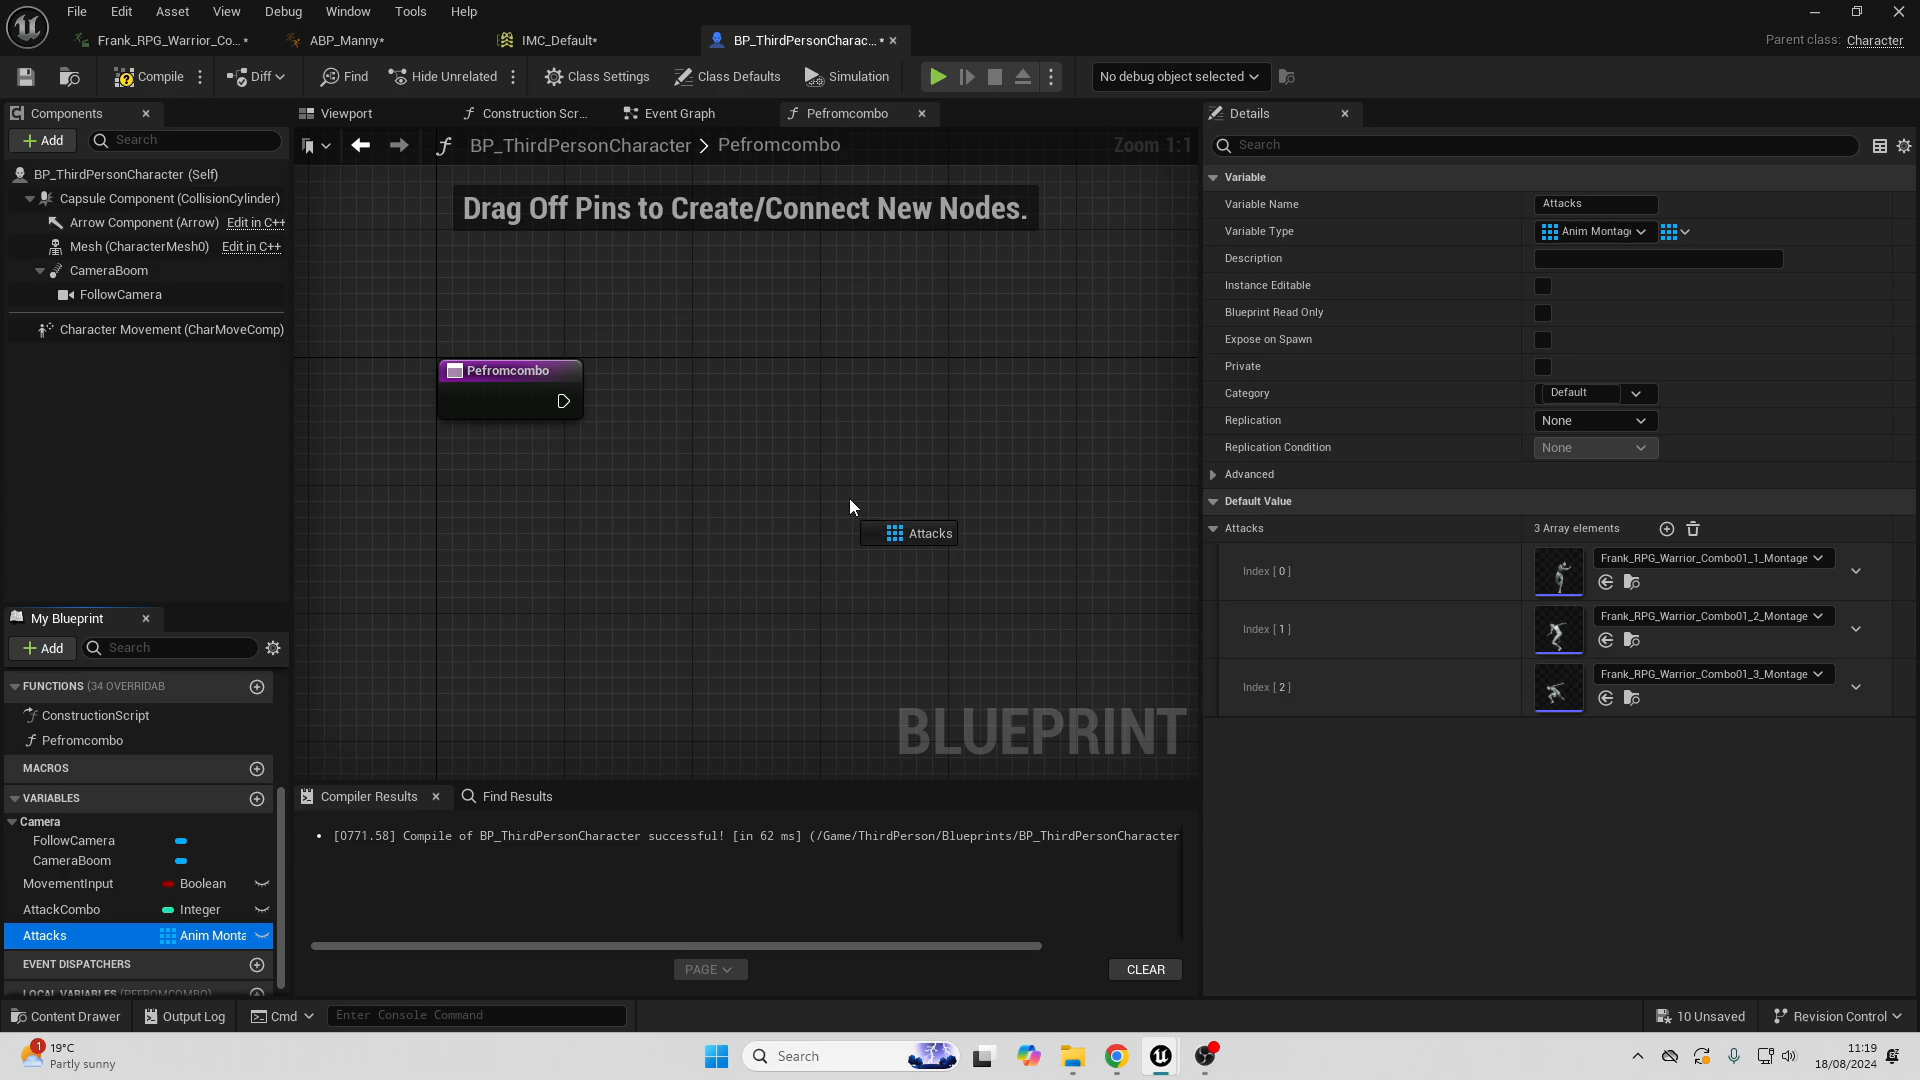 File Edit Asset View Debug Window Tools Help
Frank_RPG_Warrior_Co...* ABP_Manny* IMC_Default* BP_ThirdPersonCharac...* Parent class: Character
Compile Diff Find Hide Unrelated Class Settings Class Defaults Simulation No debug object selected
Components Viewport Construction Scr... Event Graph Pefromcombo Details
Add Search BP_ThirdPersonCharacter > Pefromcombo Zoom 1:1 Search
BP_ThirdPersonCharacter (Self)
Capsule Component (CollisionCylinder)
Arrow Component (Arrow) Edit in C++
Mesh (CharacterMesh0) Edit in C++
CameraBoom
FollowCamera
Character Movement (CharMoveComp)
My Blueprint
Add Search
FUNCTIONS (34 OVERRIDAB
ConstructionScript
Pefromcombo
MACROS
VARIABLES
Camera
FollowCamera
CameraBoom
MovementInput Boolean
AttackCombo Integer
Attacks Anim Monta
EVENT DISPATCHERS
LOCAL VARIABLES (PEFROMCOMBO)
Drag Off Pins to Create/Connect New Nodes.
Pefromcombo
Attacks
BLUEPRINT
Compiler Results Find Results
[0771.58] Compile of BP_ThirdPersonCharacter successful! [in 62 ms] (/Game/ThirdPerson/Blueprints/BP_ThirdPersonCharacter
PAGE CLEAR
Variable
Variable Name Attacks
Variable Type Anim Montag
Description
Instance Editable
Blueprint Read Only
Expose on Spawn
Private
Category Default
Replication None
Replication Condition None
Advanced
Default Value
Attacks 3 Array elements
Index [ 0 ] Frank_RPG_Warrior_Combo01_1_Montage
Index [ 1 ] Frank_RPG_Warrior_Combo01_2_Montage
Index [ 2 ] Frank_RPG_Warrior_Combo01_3_Montage
Content Drawer Output Log Cmd Enter Console Command 10 Unsaved Revision Control
1 19°C
Partly sunny
Search
11:19
18/08/2024